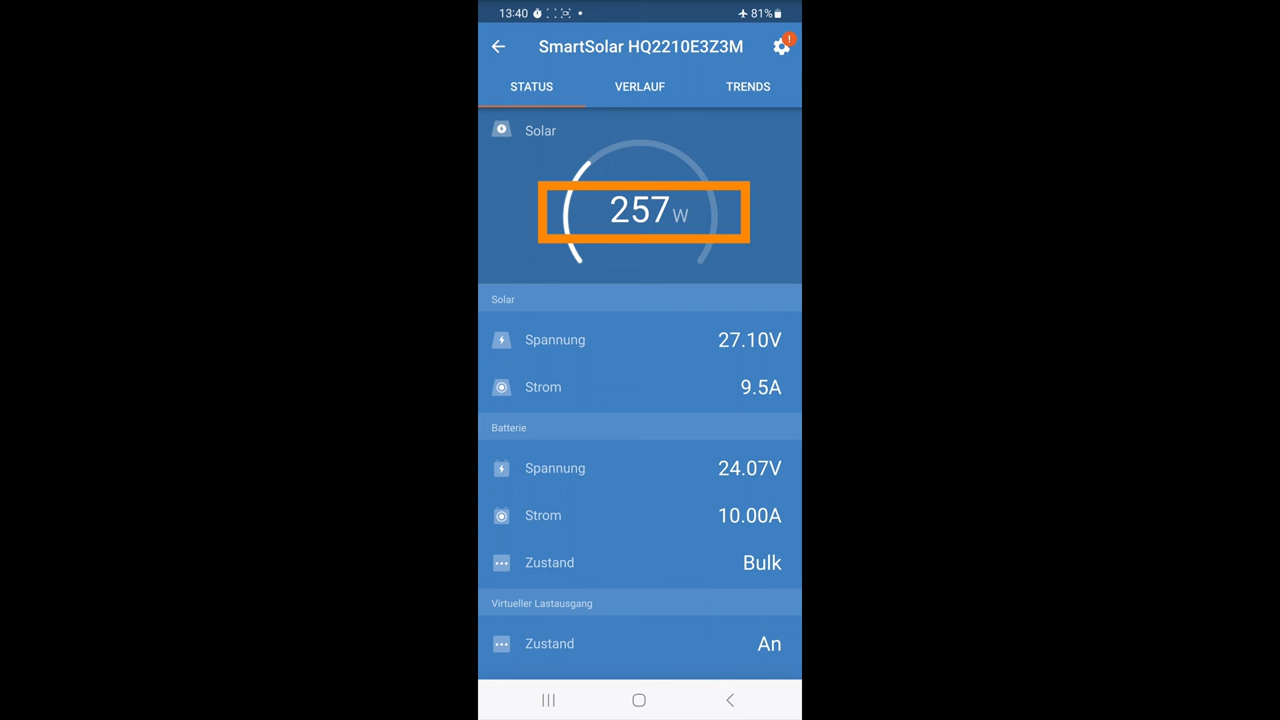 13:40 81%
SmartSolar HQ2210E3Z3M
!
STATUS VERLAUF TRENDS
Solar
257 W
Solar
Spannung 27.10V
Strom 9.5A
Batterie
Spannung 24.07V
Strom 10.00A
Zustand Bulk
Virtueller Lastausgang
Zustand An